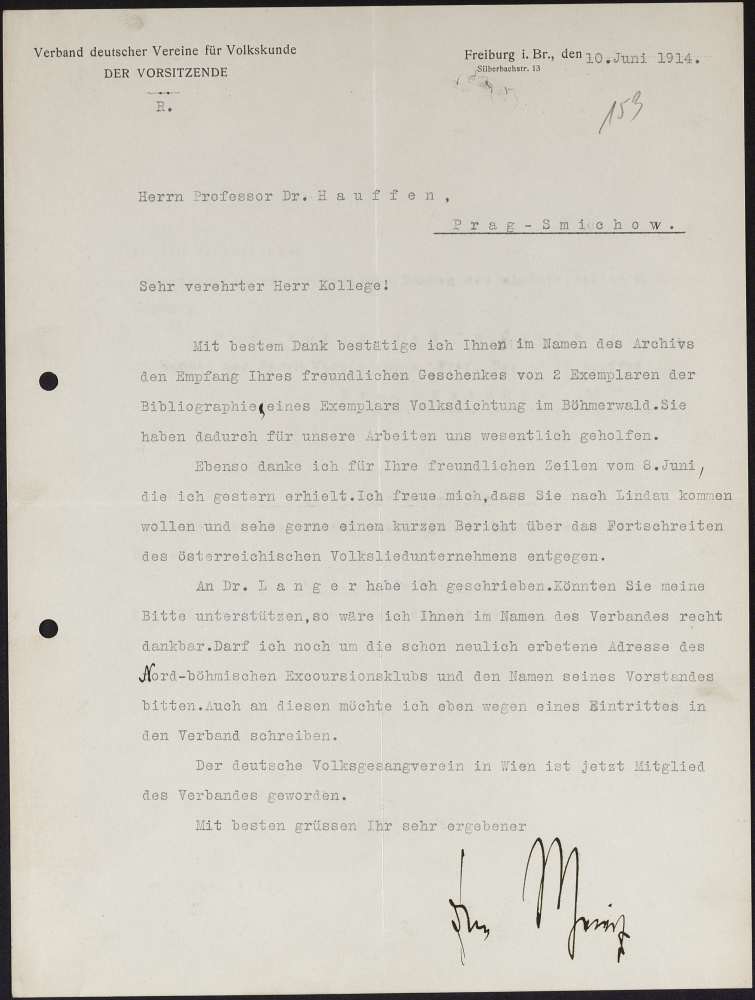 Verband deutscher Vereine für Volkskunde
DER VORSITZENDE
R.
Freiburg i. Br., den 10.Juni 1914.
Silberbachstr. 13
153
Herrn Professor Dr. H a u f f e n ,
P r a g - S m i c h o w .
Sehr verehrter Herr Kollege!
Mit bestem Dank bestätige ich Ihnen im Namen des Archivs
den Empfang Ihres freundlichen Geschenkes von 2 Exemplaren der
Bibliographie,eines Exemplars Volksdichtung im Böhmerwald.Sie
haben dadurch für unsere Arbeiten uns wesentlich geholfen.
Ebenso danke ich für Ihre freundlichen Zeilen vom 8.Juni,
die ich gestern erhielt.Ich freue mich,dass Sie nach Lindau kommen
wollen und sehe gerne einem kurzen Bericht über das Fortschreiten
des österreichischen Volksliedunternehmens entgegen.
An Dr. L a n g e r habe ich geschrieben.Könnten Sie meine
Bitte unterstützen,so wäre ich Ihnen im Namen des Verbandes recht
dankbar.Darf ich noch um die schon neulich erbetene Adresse des
Nord-böhmischen Excoursionsklubs und den Namen seines Vorstandes
bitten.Auch an diesen möchte ich eben wegen eines Eintrittes in
den Verband schreiben.
Der deutsche Volksgesangverein in Wien ist jetzt Mitglied
des Verbandes geworden.
Mit besten grüssen Ihr sehr ergebener